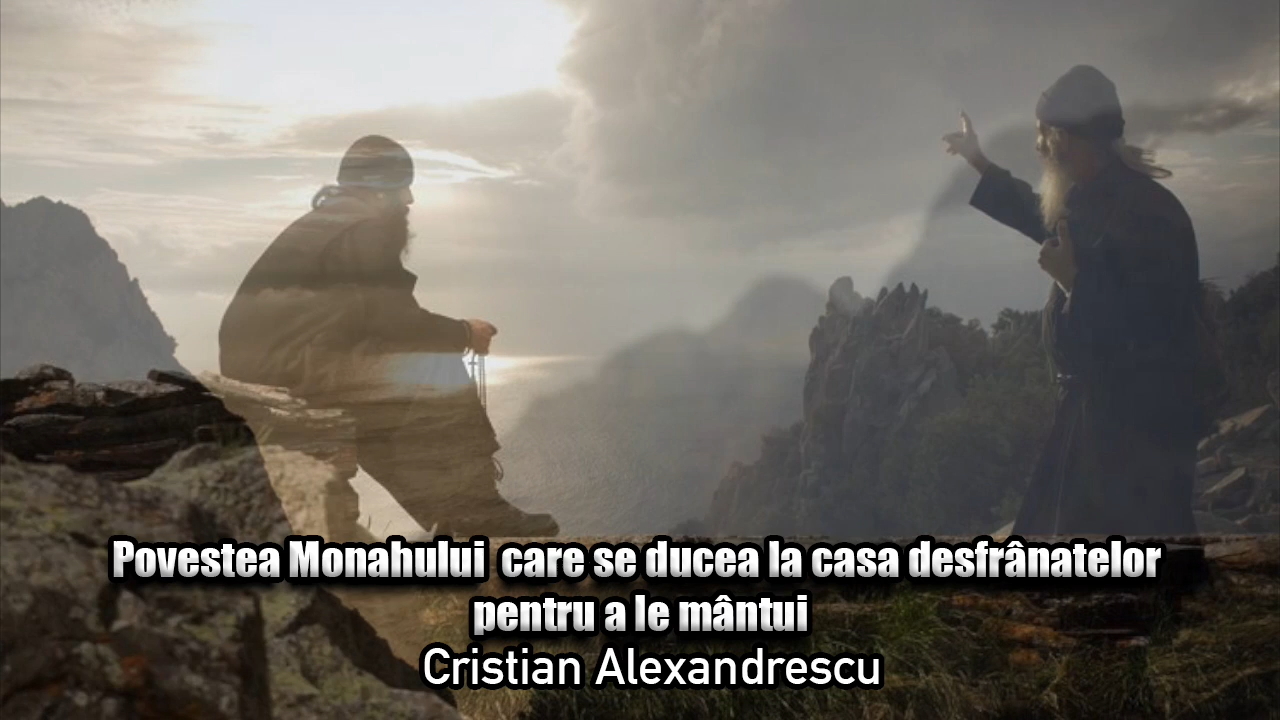 Povestea Monahului  care se ducea la casa desfrânatelor
pentru a le mântui
Cristian Alexandrescu